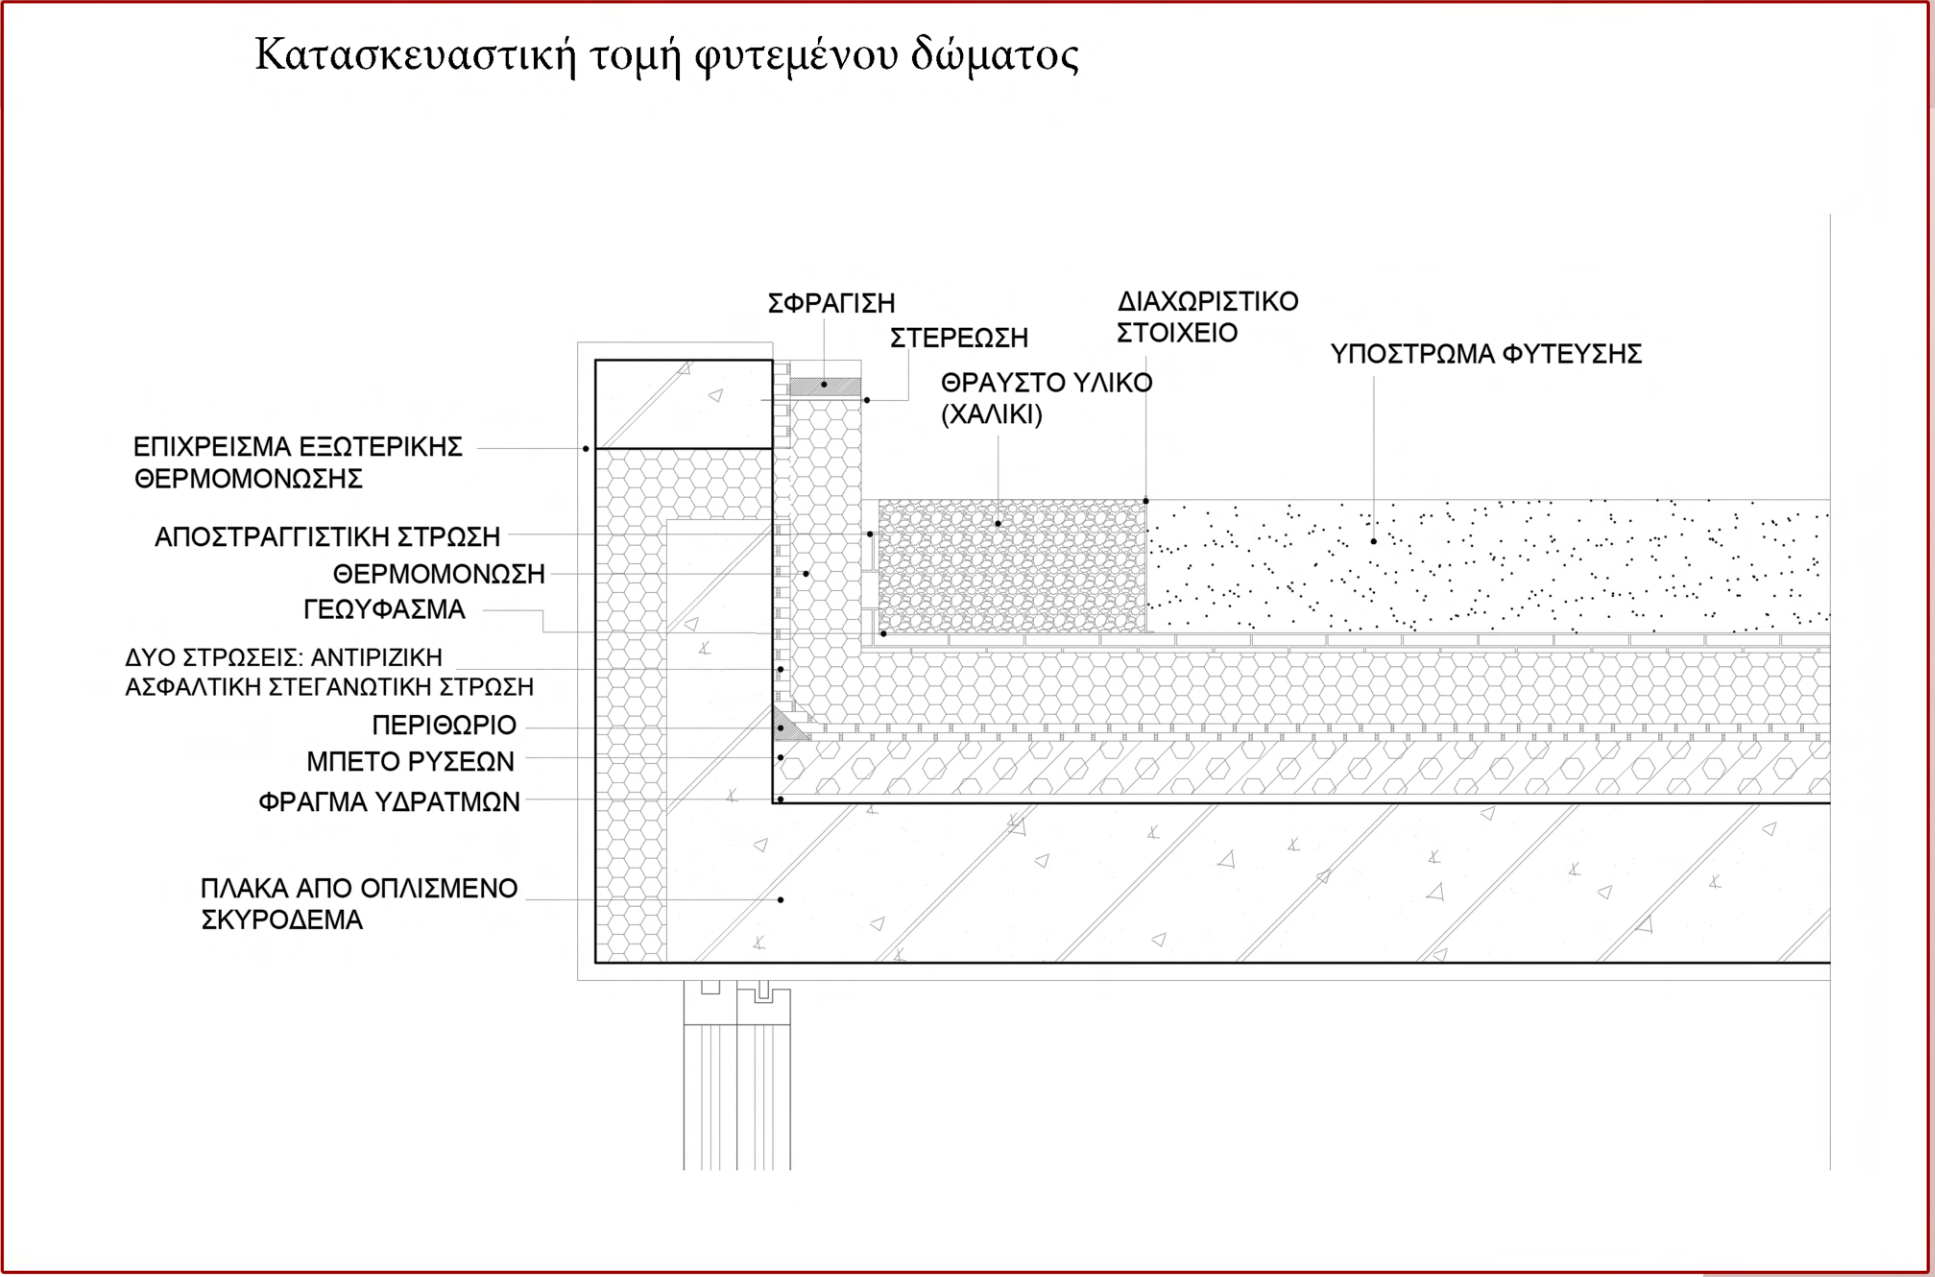 Κατασκευαστική τομή φυτεμένου δώματος
ΣΦΡΑΓΙΣΗ
ΣΤΕΡΕΩΣΗ
ΔΙΑΧΩΡΙΣΤΙΚΟ
ΣΤΟΙΧΕΙΟ
ΥΠΟΣΤΡΩΜΑ ΦΥΤΕΥΣΗΣ
ΘΡΑΥΣΤΟ ΥΛΙΚΟ
(ΧΑΛΙΚΙ)
ΕΠΙΧΡΕΙΣΜΑ ΕΞΩΤΕΡΙΚΗΣ
ΘΕΡΜΟΜΟΝΩΣΗΣ
ΑΠΟΣΤΡΑΓΓΙΣΤΙΚΗ ΣΤΡΩΣΗ
ΘΕΡΜΟΜΟΝΩΣΗ
ΓΕΩΥΦΑΣΜΑ
ΔΥΟ ΣΤΡΩΣΕΙΣ: ΑΝΤΙΡΙΖΙΚΗ
ΑΣΦΑΛΤΙΚΗ ΣΤΕΓΑΝΩΤΙΚΗ ΣΤΡΩΣΗ
ΠΕΡΙΘΩΡΙΟ
ΜΠΕΤΟ ΡΥΣΕΩΝ
ΦΡΑΓΜΑ ΥΔΡΑΤΜΩΝ
ΠΛΑΚΑ ΑΠΟ ΟΠΛΙΣΜΕΝΟ
ΣΚΥΡΟΔΕΜΑ